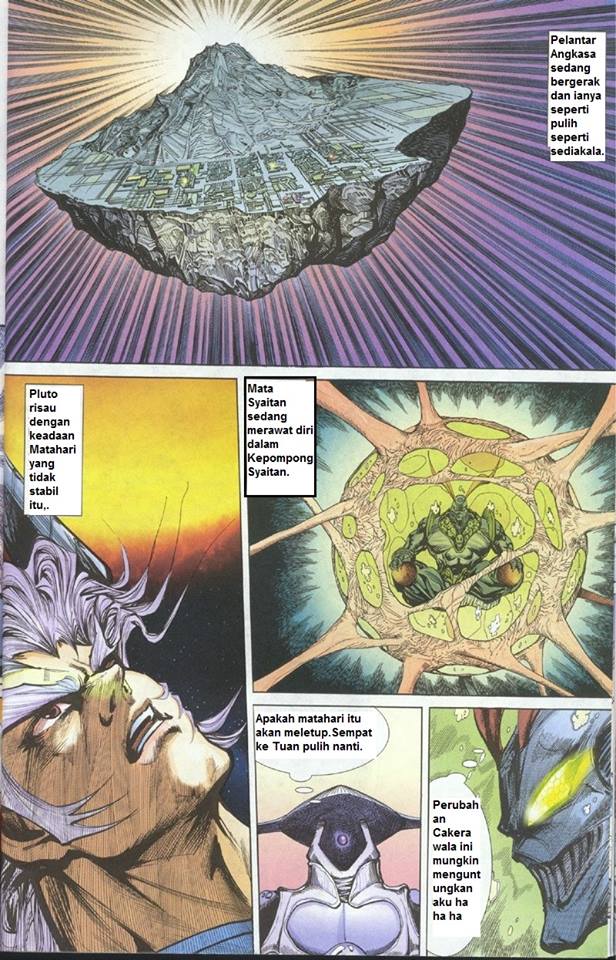 Pelantar
Angkasa
sedang
bergerak
dan ianya
seperti
pulih
seperti
sediakala.
Pluto
risau
dengan
keadaan
Matahari
yang
tidak
stabil
itu,.
Mata
Syaitan
sedang
merawat diri
dalam
Kepompong
Syaitan.
Apakah matahari itu
akan meletup.Sempat
ke Tuan pulih nanti.
Perubah
an
Cakera
wala ini
mungkin
mengunt
ungkan
aku ha
ha ha